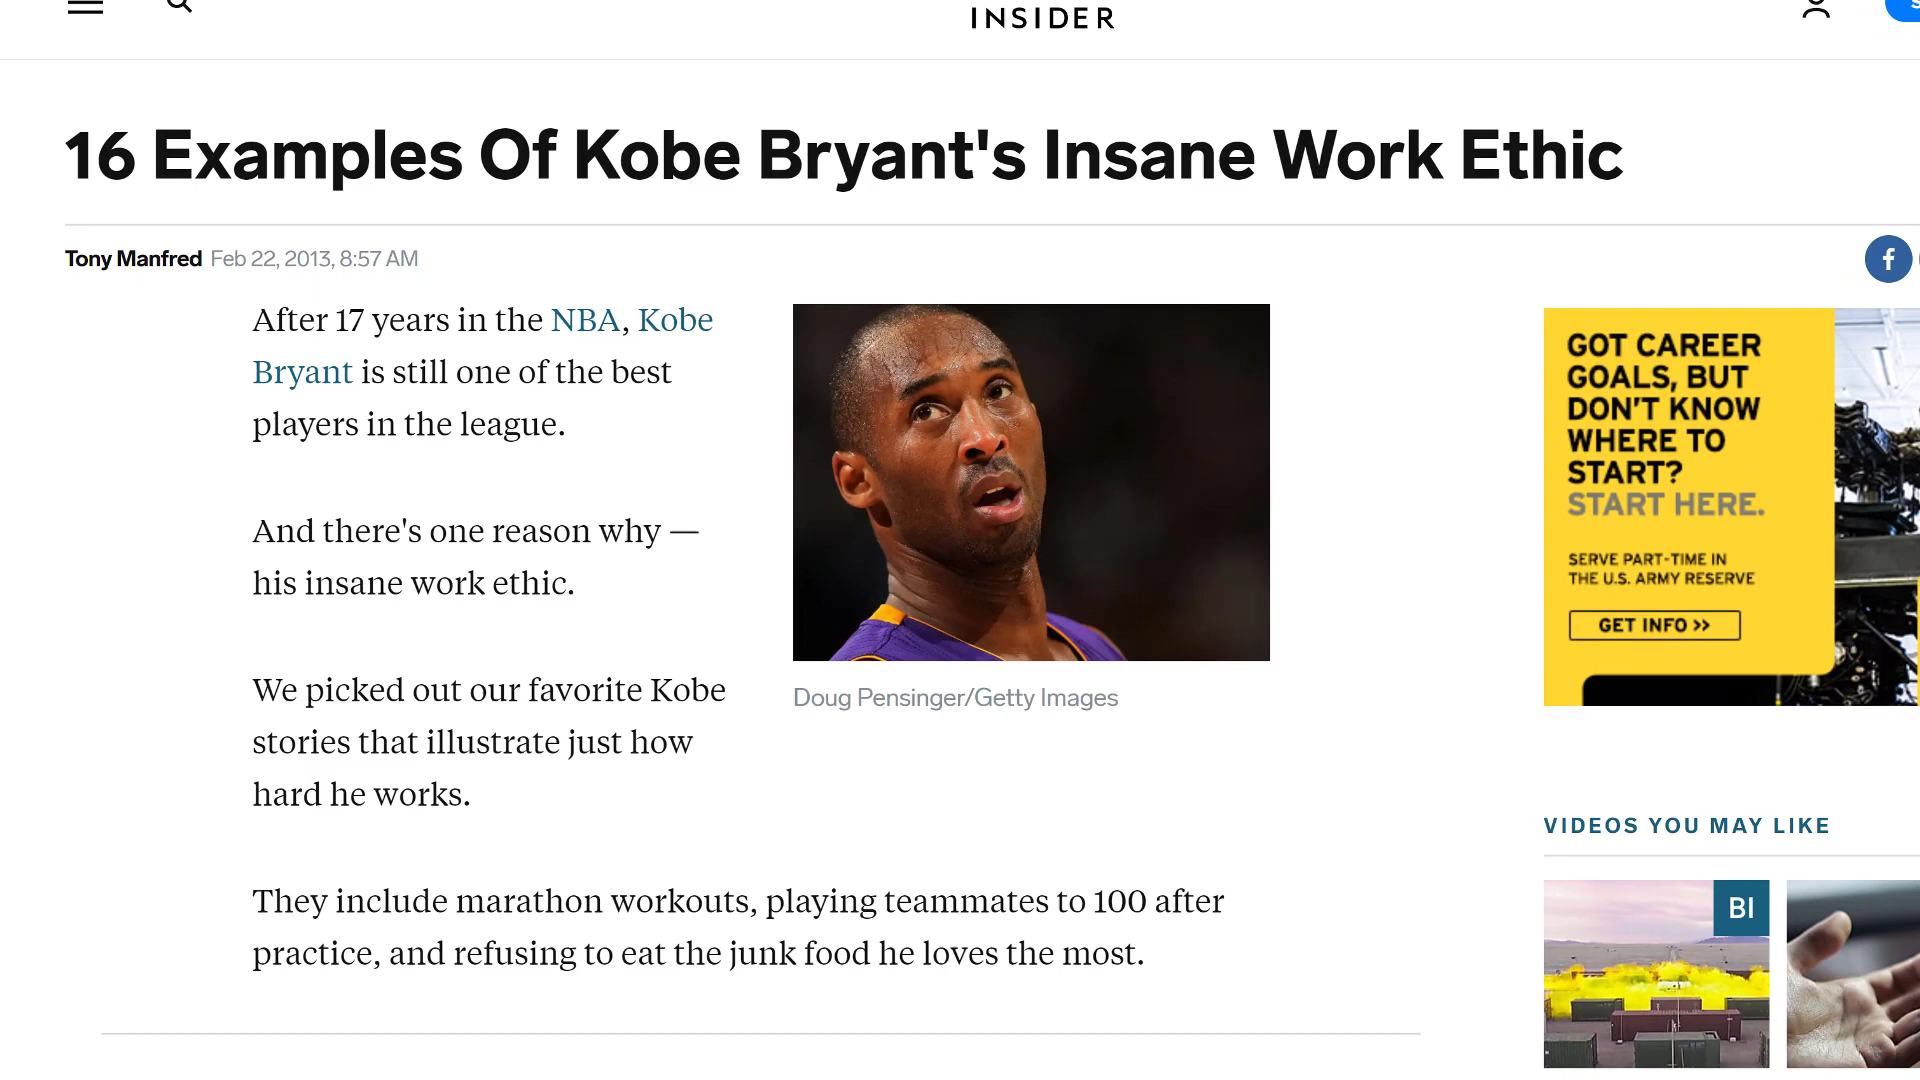 INSIDER
16 Examples Of Kobe Bryant's Insane Work Ethic
Tony Manfred Feb 22, 2013, 8:57 AM
After 17 years in the NBA, Kobe
Bryant is still one of the best
players in the league.
And there's one reason why —
his insane work ethic.
We picked out our favorite Kobe
stories that illustrate just how
hard he works.
Doug Pensinger/Getty Images
They include marathon workouts, playing teammates to 100 after
practice, and refusing to eat the junk food he loves the most.
GOT CAREER
GOALS, BUT
DON'T KNOW
WHERE TO
START?
START HERE.
SERVE PART-TIME IN
THE U.S. ARMY RESERVE
GET INFO >>
VIDEOS YOU MAY LIKE
BI